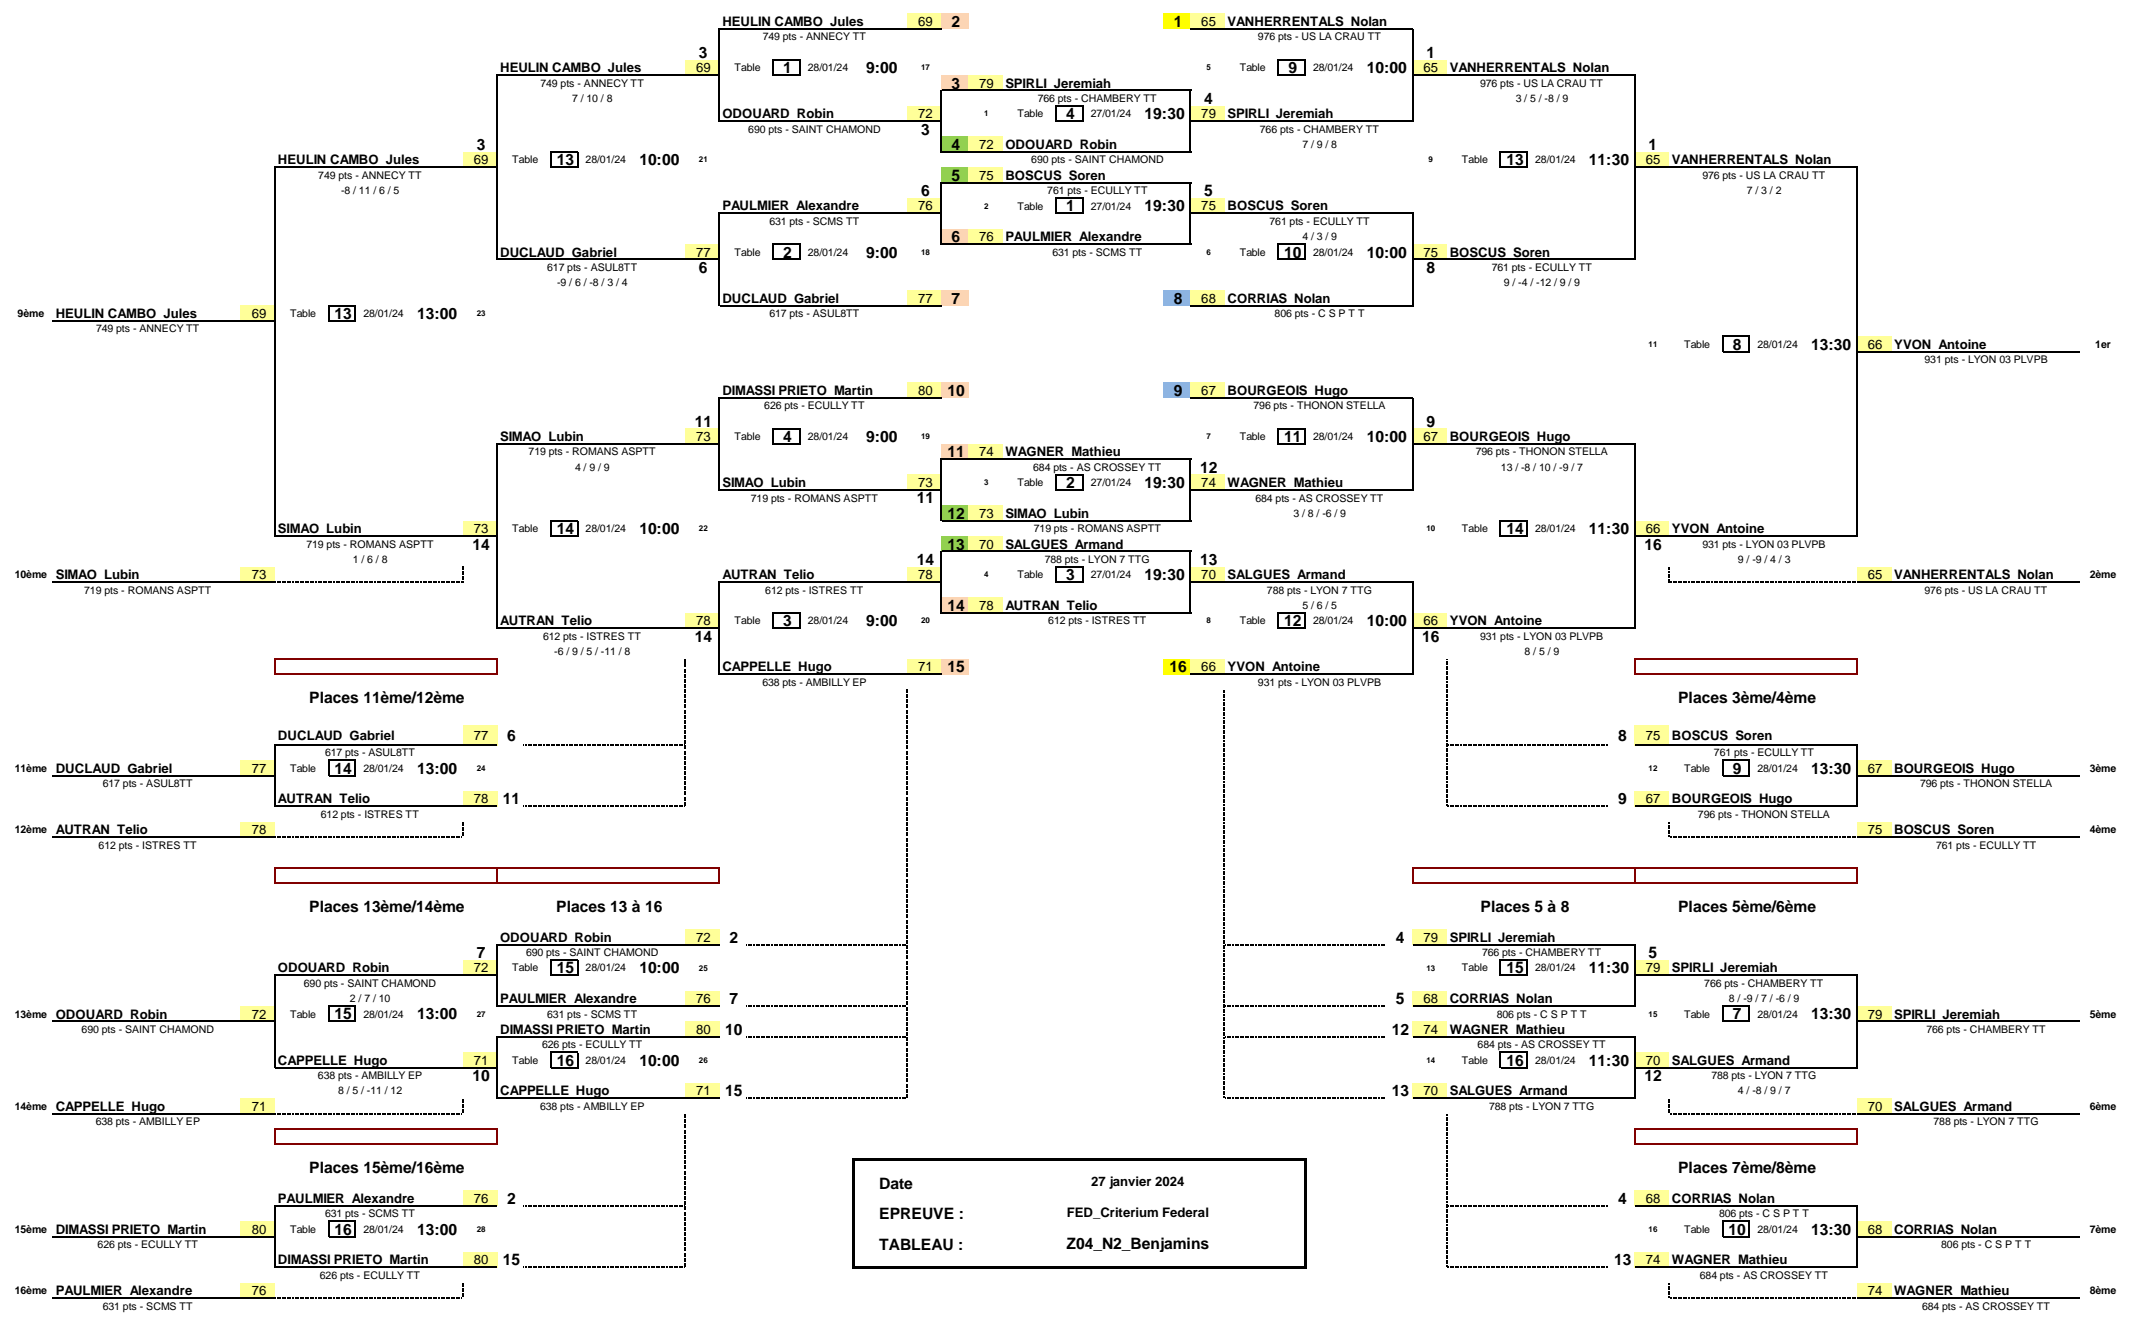 HEULIN CAMBO Jules 69 2
749 pts - ANNECY TT
1 65 VANHERRENTALS Nolan
976 pts - US LA CRAU TT
3
HEULIN CAMBO Jules 69
749 pts - ANNECY TT
7 / 10 / 8
Table 1 28/01/24 9:00 17
5 Table 9 28/01/24 10:00
1
65 VANHERRENTALS Nolan
976 pts - US LA CRAU TT
3 / 5 / -8 / 9
3 79 SPIRLI Jeremiah
766 pts - CHAMBERY TT
ODOUARD Robin 72
690 pts - SAINT CHAMOND
3
1 Table 4 27/01/24 19:30
4
79 SPIRLI Jeremiah
766 pts - CHAMBERY TT
7 / 9 / 8
4 72 ODOUARD Robin
690 pts - SAINT CHAMOND
3
HEULIN CAMBO Jules 69
749 pts - ANNECY TT
-8 / 11 / 6 / 5
Table 13 28/01/24 10:00 21
9 Table 13 28/01/24 11:30
1
65 VANHERRENTALS Nolan
976 pts - US LA CRAU TT
7 / 3 / 2
5 75 BOSCUS Soren
761 pts - ECULLY TT
6
PAULMIER Alexandre 76
631 pts - SCMS TT
2 Table 1 27/01/24 19:30
5
75 BOSCUS Soren
761 pts - ECULLY TT
4 / 3 / 9
6 76 PAULMIER Alexandre
631 pts - SCMS TT
DUCLAUD Gabriel 77
617 pts - ASUL8TT
6
-9 / 6 / -8 / 3 / 4
Table 2 28/01/24 9:00 18
6 Table 10 28/01/24 10:00
75 BOSCUS Soren
8
761 pts - ECULLY TT
9 / -4 / -12 / 9 / 9
DUCLAUD Gabriel 77 7
617 pts - ASUL8TT
8 68 CORRIAS Nolan
806 pts - C S P T T
9ème HEULIN CAMBO Jules 69
749 pts - ANNECY TT
Table 13 28/01/24 13:00 23
11 Table 8 28/01/24 13:30
66 YVON Antoine 1er
931 pts - LYON 03 PLVPB
DIMASSI PRIETO Martin 80 10
626 pts - ECULLY TT
9 67 BOURGEOIS Hugo
796 pts - THONON STELLA
11
SIMAO Lubin 73
719 pts - ROMANS ASPTT
4 / 9 / 9
Table 4 28/01/24 9:00 19
7 Table 11 28/01/24 10:00
9
67 BOURGEOIS Hugo
796 pts - THONON STELLA
13 / -8 / 10 / -9 / 7
11 74 WAGNER Mathieu
684 pts - AS CROSSEY TT
SIMAO Lubin 73
719 pts - ROMANS ASPTT
11
3 Table 2 27/01/24 19:30
12
74 WAGNER Mathieu
684 pts - AS CROSSEY TT
3 / 8 / -6 / 9
12 73 SIMAO Lubin
719 pts - ROMANS ASPTT
SIMAO Lubin 73
719 pts - ROMANS ASPTT
14
1 / 6 / 8
Table 14 28/01/24 10:00 22
10 Table 14 28/01/24 11:30
66 YVON Antoine
16
931 pts - LYON 03 PLVPB
9 / -9 / 4 / 3
13 70 SALGUES Armand
788 pts - LYON 7 TTG
14
AUTRAN Telio 78
612 pts - ISTRES TT
4 Table 3 27/01/24 19:30
13
70 SALGUES Armand
788 pts - LYON 7 TTG
5 / 6 / 5
10ème SIMAO Lubin 73
719 pts - ROMANS ASPTT
65 VANHERRENTALS Nolan 2ème
976 pts - US LA CRAU TT
14 78 AUTRAN Telio
612 pts - ISTRES TT
AUTRAN Telio 78
612 pts - ISTRES TT
14
-6 / 9 / 5 / -11 / 8
Table 3 28/01/24 9:00 20
8 Table 12 28/01/24 10:00
66 YVON Antoine
16
931 pts - LYON 03 PLVPB
8 / 5 / 9
CAPPELLE Hugo 71 15
638 pts - AMBILLY EP
16 66 YVON Antoine
931 pts - LYON 03 PLVPB
Places 11ème/12ème
Places 3ème/4ème
DUCLAUD Gabriel 77 6
617 pts - ASUL8TT
8 75 BOSCUS Soren
761 pts - ECULLY TT
11ème DUCLAUD Gabriel 77
617 pts - ASUL8TT
Table 14 28/01/24 13:00 24
12 Table 9 28/01/24 13:30
67 BOURGEOIS Hugo 3ème
796 pts - THONON STELLA
AUTRAN Telio 78 11
612 pts - ISTRES TT
9 67 BOURGEOIS Hugo
796 pts - THONON STELLA
12ème AUTRAN Telio 78
612 pts - ISTRES TT
75 BOSCUS Soren 4ème
761 pts - ECULLY TT
Places 13ème/14ème
Places 13 à 16
Places 5 à 8
Places 5ème/6ème
ODOUARD Robin 72 2
690 pts - SAINT CHAMOND
4 79 SPIRLI Jeremiah
766 pts - CHAMBERY TT
7
ODOUARD Robin 72
690 pts - SAINT CHAMOND
2 / 7 / 10
Table 15 28/01/24 10:00 25
13 Table 15 28/01/24 11:30
5
79 SPIRLI Jeremiah
766 pts - CHAMBERY TT
8 / -9 / 7 / -6 / 9
PAULMIER Alexandre 76 7
631 pts - SCMS TT
5 68 CORRIAS Nolan
806 pts - C S P T T
13ème ODOUARD Robin 72
690 pts - SAINT CHAMOND
Table 15 28/01/24 13:00 27
15 Table 7 28/01/24 13:30
79 SPIRLI Jeremiah 5ème
766 pts - CHAMBERY TT
DIMASSI PRIETO Martin 80 10
626 pts - ECULLY TT
12 74 WAGNER Mathieu
684 pts - AS CROSSEY TT
CAPPELLE Hugo 71
638 pts - AMBILLY EP
10
8 / 5 / -11 / 12
Table 16 28/01/24 10:00 26
14 Table 16 28/01/24 11:30
70 SALGUES Armand
12
788 pts - LYON 7 TTG
4 / -8 / 9 / 7
CAPPELLE Hugo 71 15
638 pts - AMBILLY EP
13 70 SALGUES Armand
788 pts - LYON 7 TTG
14ème CAPPELLE Hugo 71
638 pts - AMBILLY EP
70 SALGUES Armand 6ème
788 pts - LYON 7 TTG
Places 15ème/16ème
Places 7ème/8ème
PAULMIER Alexandre 76 2
631 pts - SCMS TT
4 68 CORRIAS Nolan
806 pts - C S P T T
15ème DIMASSI PRIETO Martin 80
626 pts - ECULLY TT
Table 16 28/01/24 13:00 28
16 Table 10 28/01/24 13:30
68 CORRIAS Nolan 7ème
806 pts - C S P T T
DIMASSI PRIETO Martin 80 15
626 pts - ECULLY TT
13 74 WAGNER Mathieu
684 pts - AS CROSSEY TT
16ème PAULMIER Alexandre 76
631 pts - SCMS TT
74 WAGNER Mathieu 8ème
684 pts - AS CROSSEY TT
Date 27 janvier 2024
EPREUVE : FED_Criterium Federal
TABLEAU : Z04_N2_Benjamins